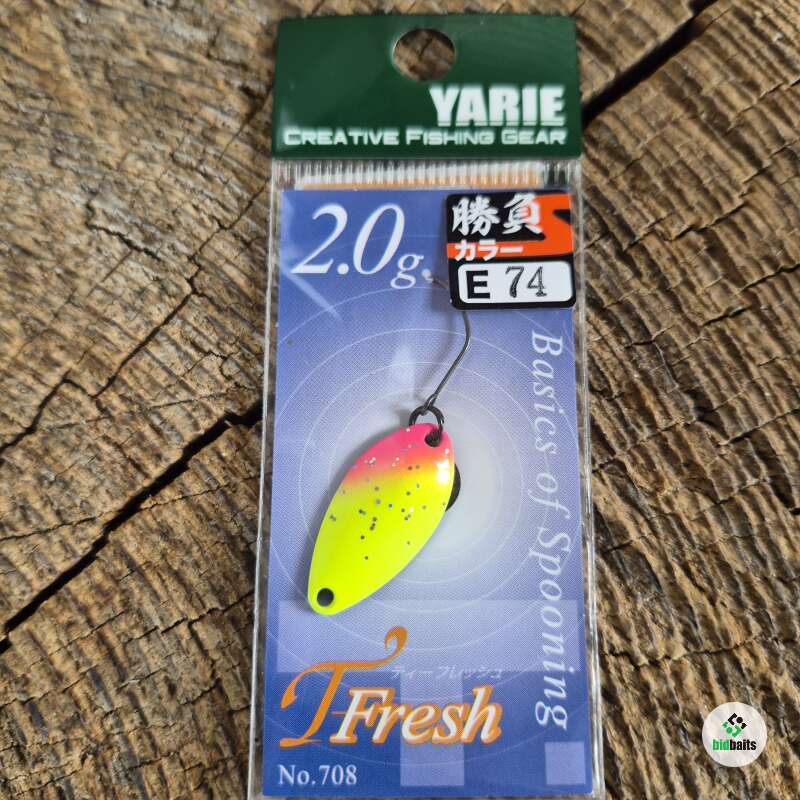 YARIE
CREATIVE FISHING GEAR
2.0g.
勝負
カラー
E 74
Basics of Spooning
ティーフレッシュ
T'Fresh
No.708
bidbaits